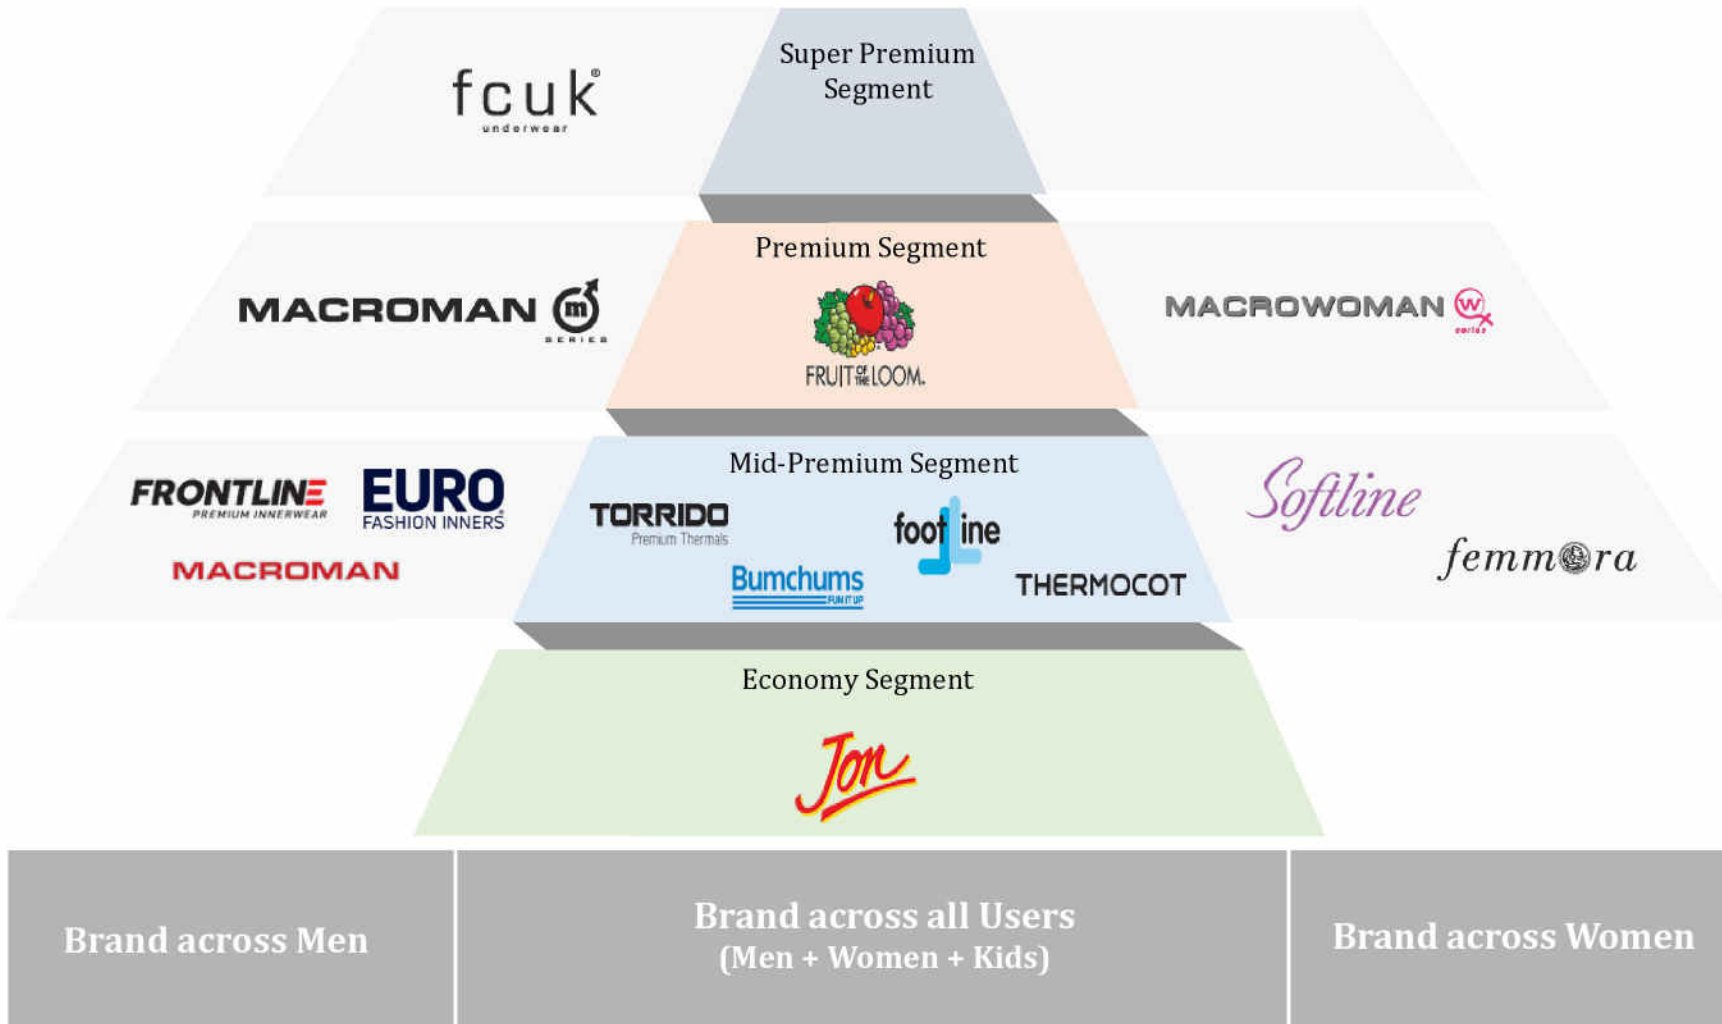 fcuk®
underwear
Super Premium
Segment
MACROMAN m
SERIES
Premium Segment
FRUIT OF THE LOOM.
MACROWOMAN W
series
FRONTLINE
PREMIUM INNERWEAR
EURO
FASHION INNERS
MACROMAN
Mid-Premium Segment
TORRIDO
Premium Thermals
footLine
Bumchums
FUN IT UP
THERMOCOT
Softline
femmora
Economy Segment
Jon
Brand across Men
Brand across all Users
(Men + Women + Kids)
Brand across Women